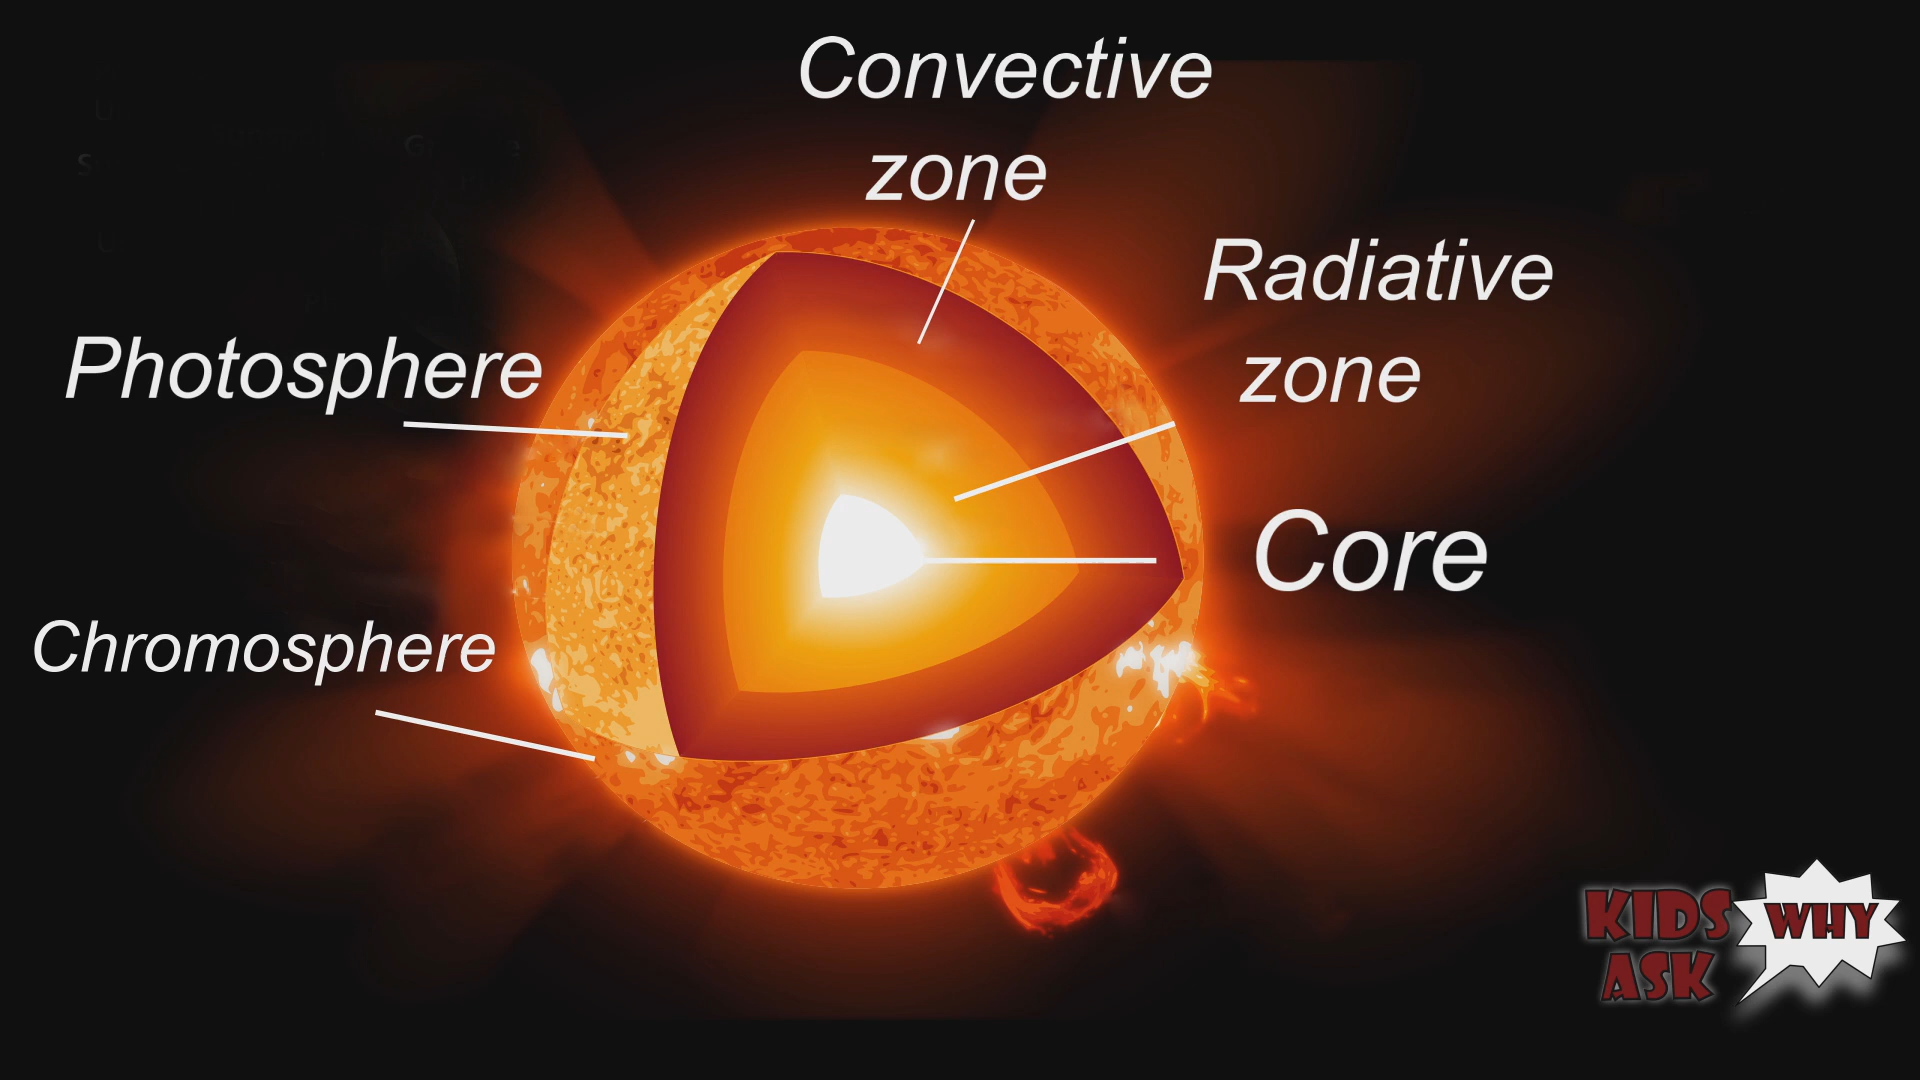 Convective
zone
Radiative
zone
Photosphere
Core
Chromosphere
KIDS
ASK
WHY